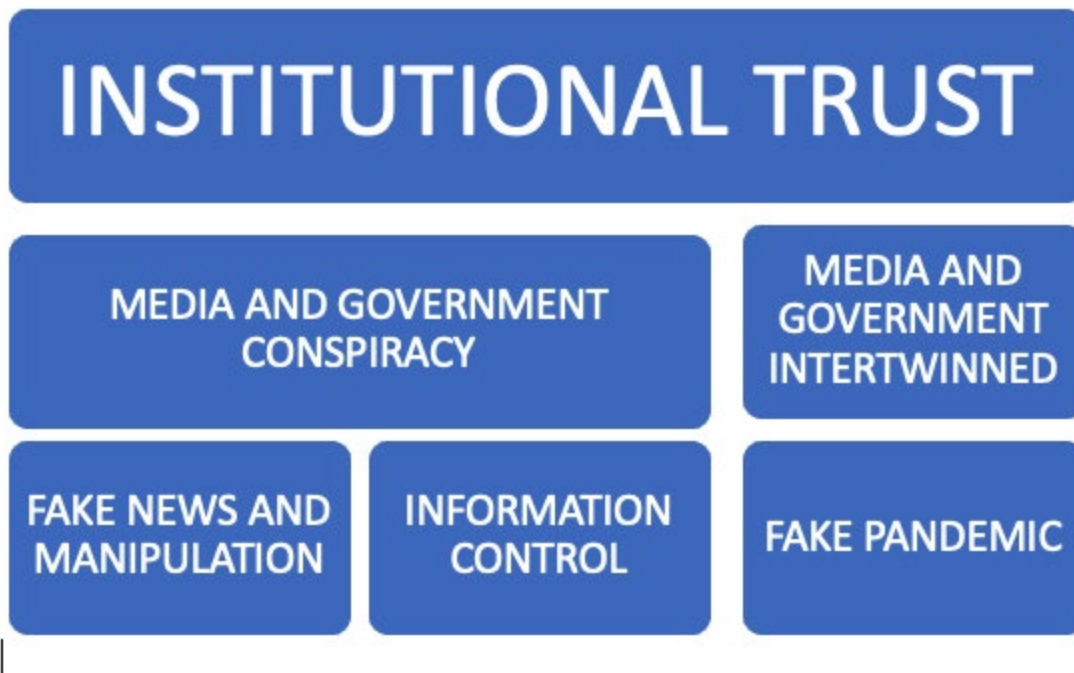 INSTITUTIONAL TRUST
MEDIA AND GOVERNMENT
CONSPIRACY
MEDIA AND
GOVERNMENT
INTERTWINNED
FAKE NEWS AND
MANIPULATION
INFORMATION
CONTROL
FAKE PANDEMIC